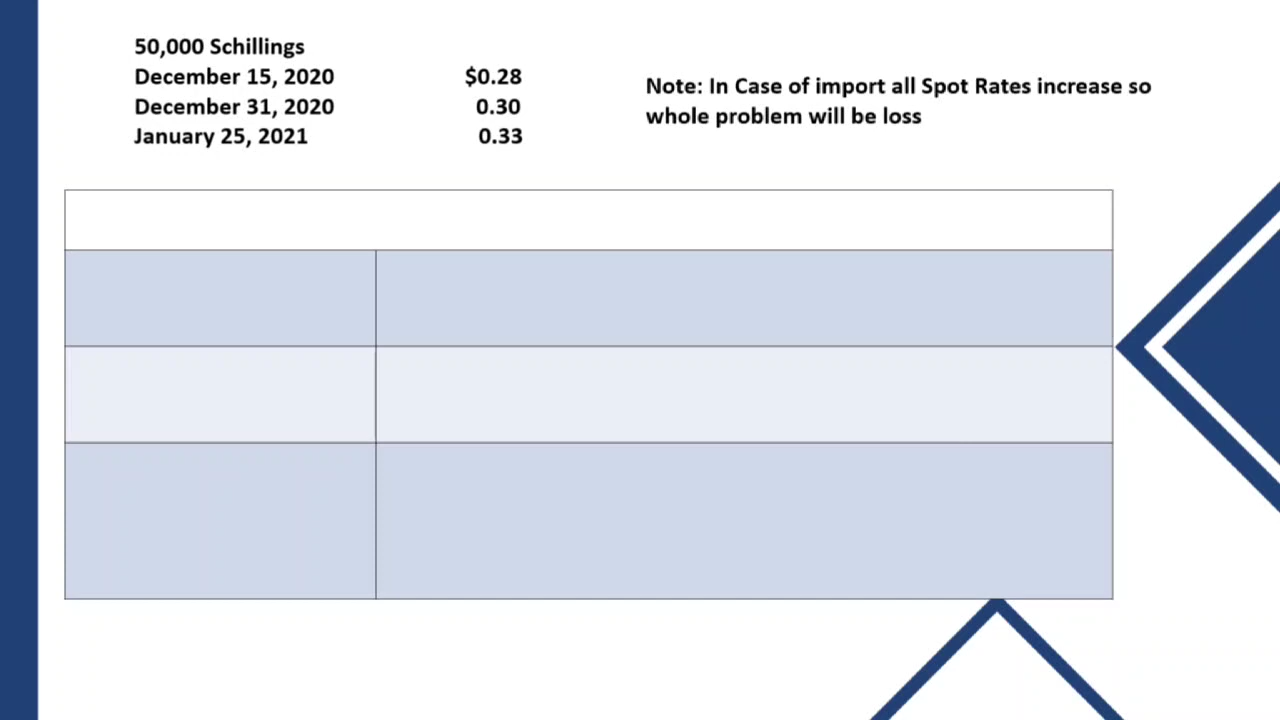 50,000 Schillings
December 15, 2020 $0.28
December 31, 2020 0.30
January 25, 2021 0.33
Note: In Case of import all Spot Rates increase so
whole problem will be loss